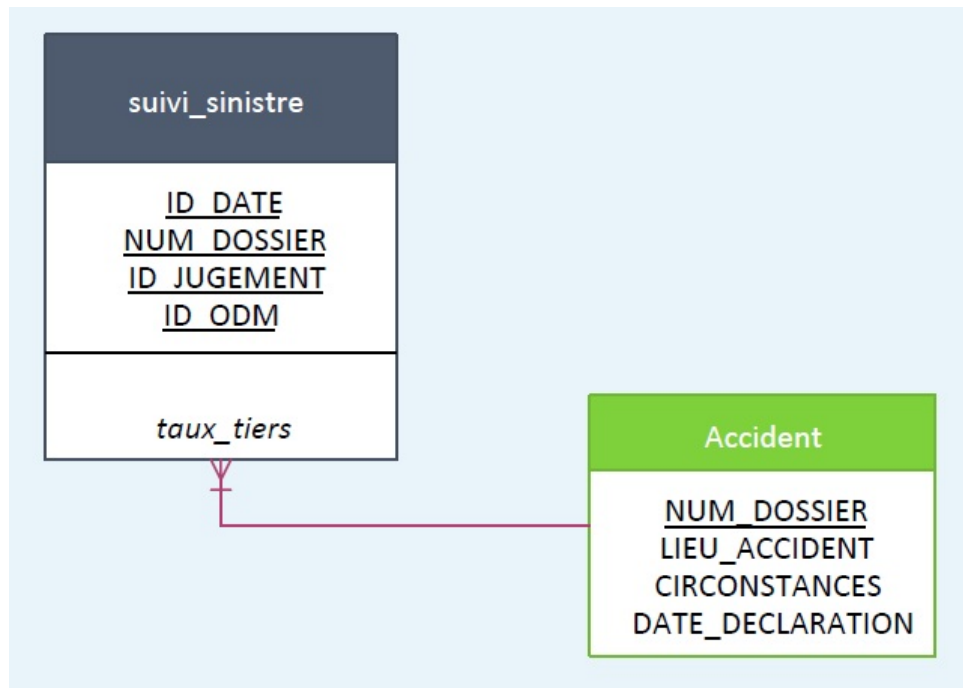 suivi_sinistre
ID_DATE
NUM_DOSSIER
ID_JUGEMENT
ID_ODM
taux_tiers
Accident
NUM_DOSSIER
LIEU_ACCIDENT
CIRCONSTANCES
DATE_DECLARATION